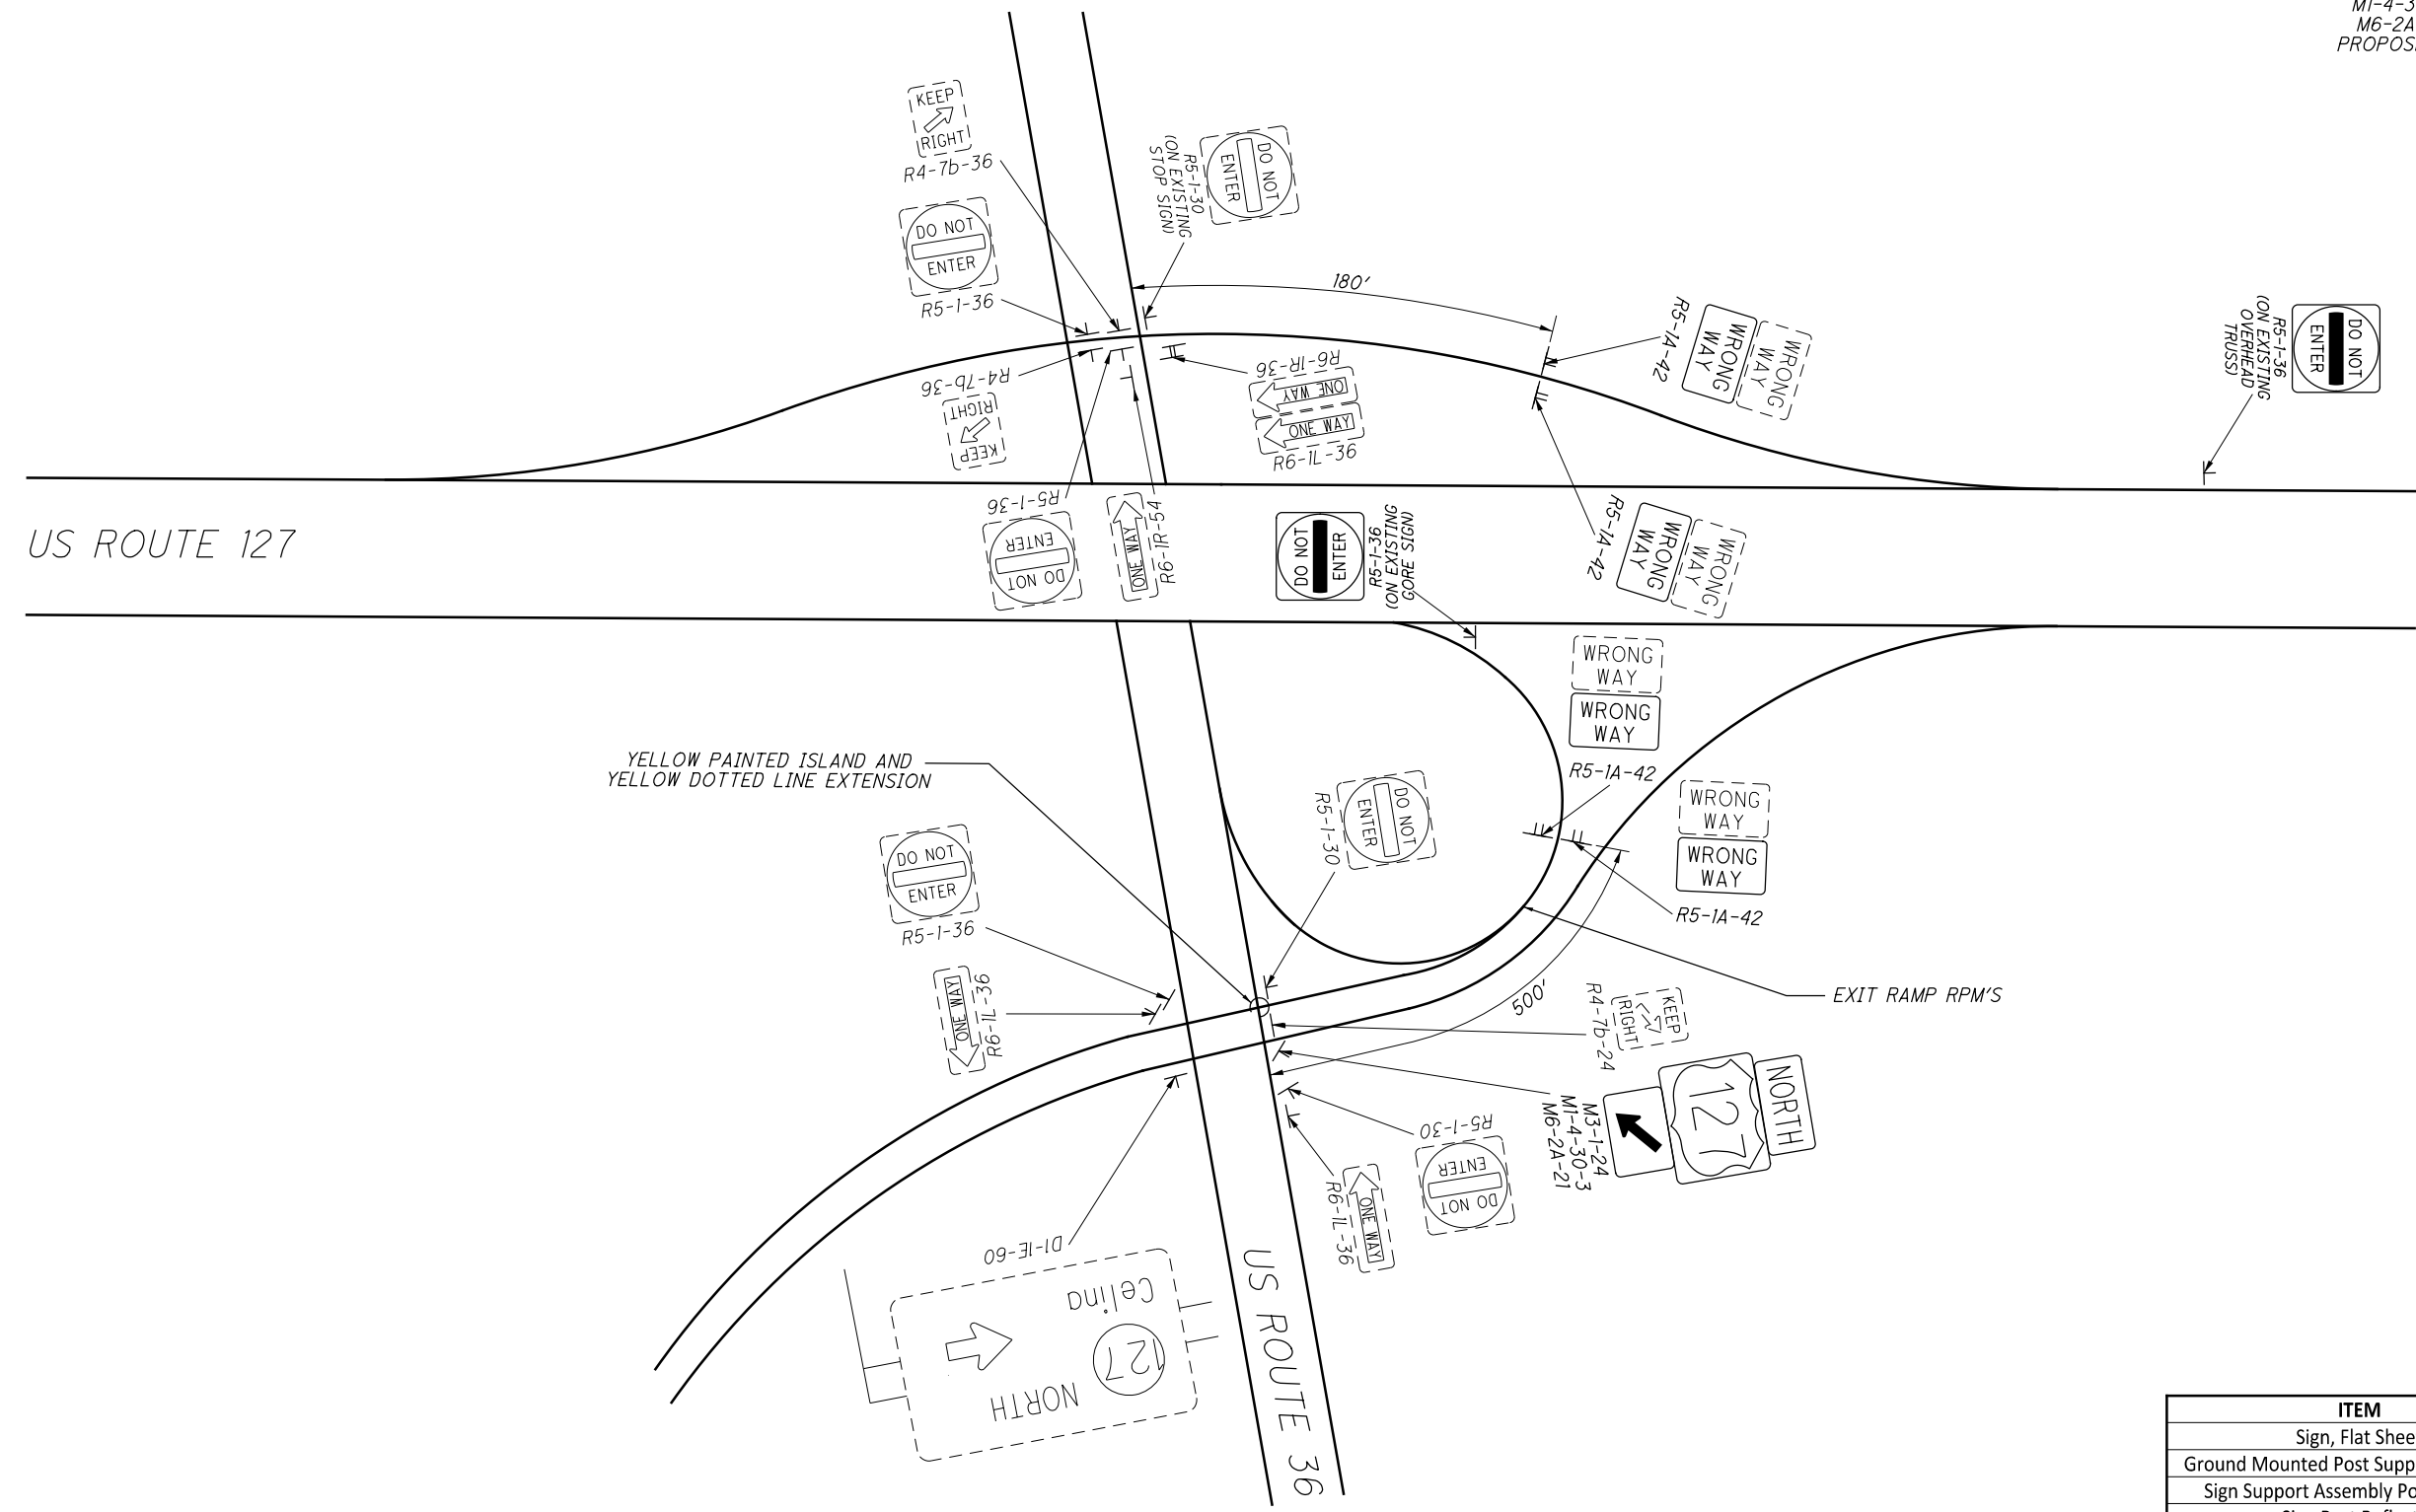 M6-2A
KEEP
RIGHT
R4-7b-36
DO NOT
ENTER
R5-1-36
R5-1-30
(ON EXISTING
STOP SIGN)
DO NOT
ENTER
180'
R5-1A-42
WRONG
WAY
WRONG
WAY
R5-1-36
(ON EXISTING
OVERHEAD
TRUSS)
DO NOT
ENTER
R4-7b-36
KEEP
RIGHT
R6-1R-36
ONE WAY
ONE WAY
R6-1L-36
R5-1-36
DO NOT
ENTER
ONE WAY
R6-1R-54
US ROUTE 127
DO NOT
ENTER
R5-1-36
(ON EXISTING
GORE SIGN)
R5-1A-42
WRONG
WAY
WRONG
WAY
WRONG
WAY
WRONG
WAY
R5-1A-42
YELLOW PAINTED ISLAND AND
YELLOW DOTTED LINE EXTENSION
R5-1-30
DO NOT
ENTER
WRONG
WAY
WRONG
WAY
R5-1A-42
DO NOT
ENTER
R5-1-36
ONE WAY
R6-1L-36
EXIT RAMP RPM'S
500'
R4-7b-24
KEEP
RIGHT
NORTH
127
M3-1-24
M1-4-30-3
M6-2A-21
R5-1-30
DO NOT
ENTER
ONE WAY
R6-1L-36
D1-1E-60
NORTH
127
Celina
US ROUTE 36
ITEM
Sign, Flat Shee
Ground Mounted Post Supp
Sign Support Assembly Po